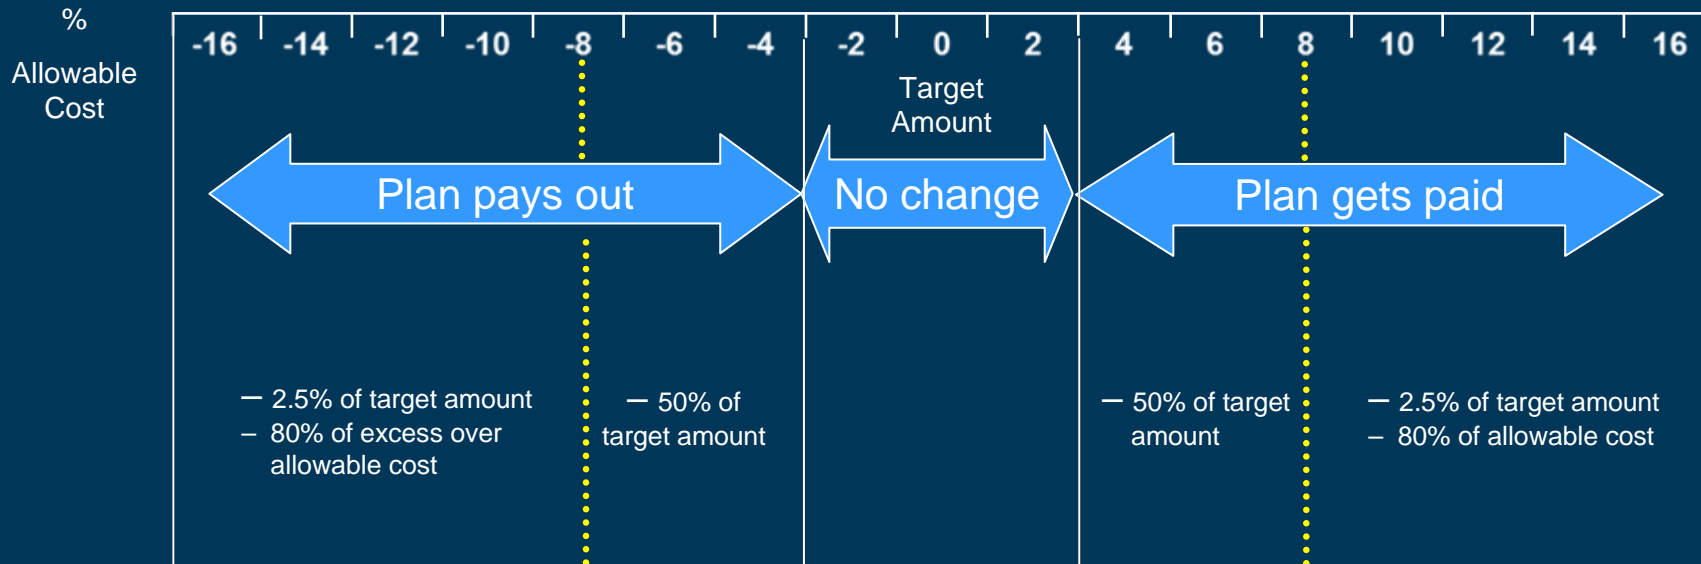 %
Allowable
Cost
-16 -14 -12 -10 -8 -6 -4 -2 0 2 4 6 8 10 12 14 16
Target
Amount
Plan pays out
No change
Plan gets paid
– 2.5% of target amount
– 80% of excess over
allowable cost
– 50% of
target amount
– 50% of target
amount
– 2.5% of target amount
– 80% of allowable cost